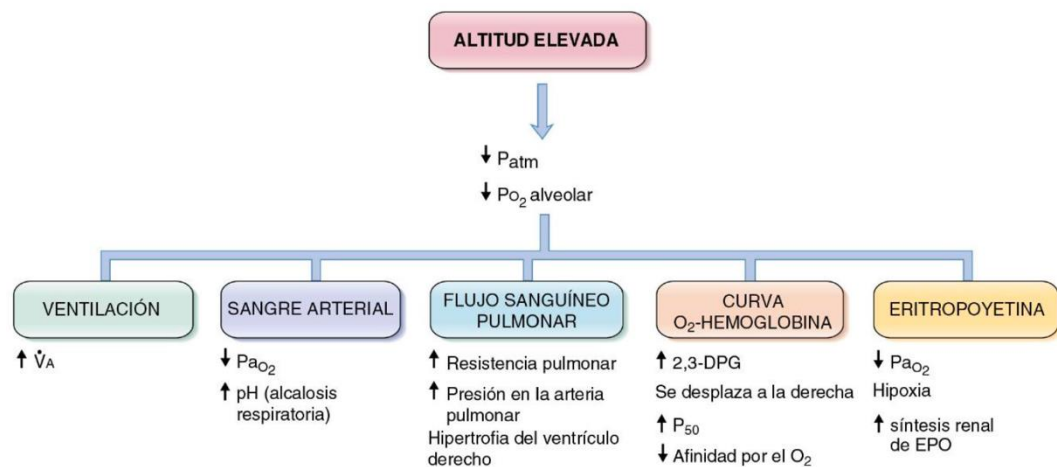 ALTITUD ELEVADA
↓ Patm
↓ PO2 alveolar
VENTILACIÓN
↑ V̇A
SANGRE ARTERIAL
↓ PaO2
↑ pH (alcalosis
respiratoria)
FLUJO SANGUÍNEO
PULMONAR
↑ Resistencia pulmonar
↑ Presión en la arteria
pulmonar
Hipertrofia del ventrículo
derecho
CURVA
O2-HEMOGLOBINA
↑ 2,3-DPG
Se desplaza a la derecha
↑ P50
↓ Afinidad por el O2
ERITROPOYETINA
↓ PaO2
Hipoxia
↑ síntesis renal
de EPO